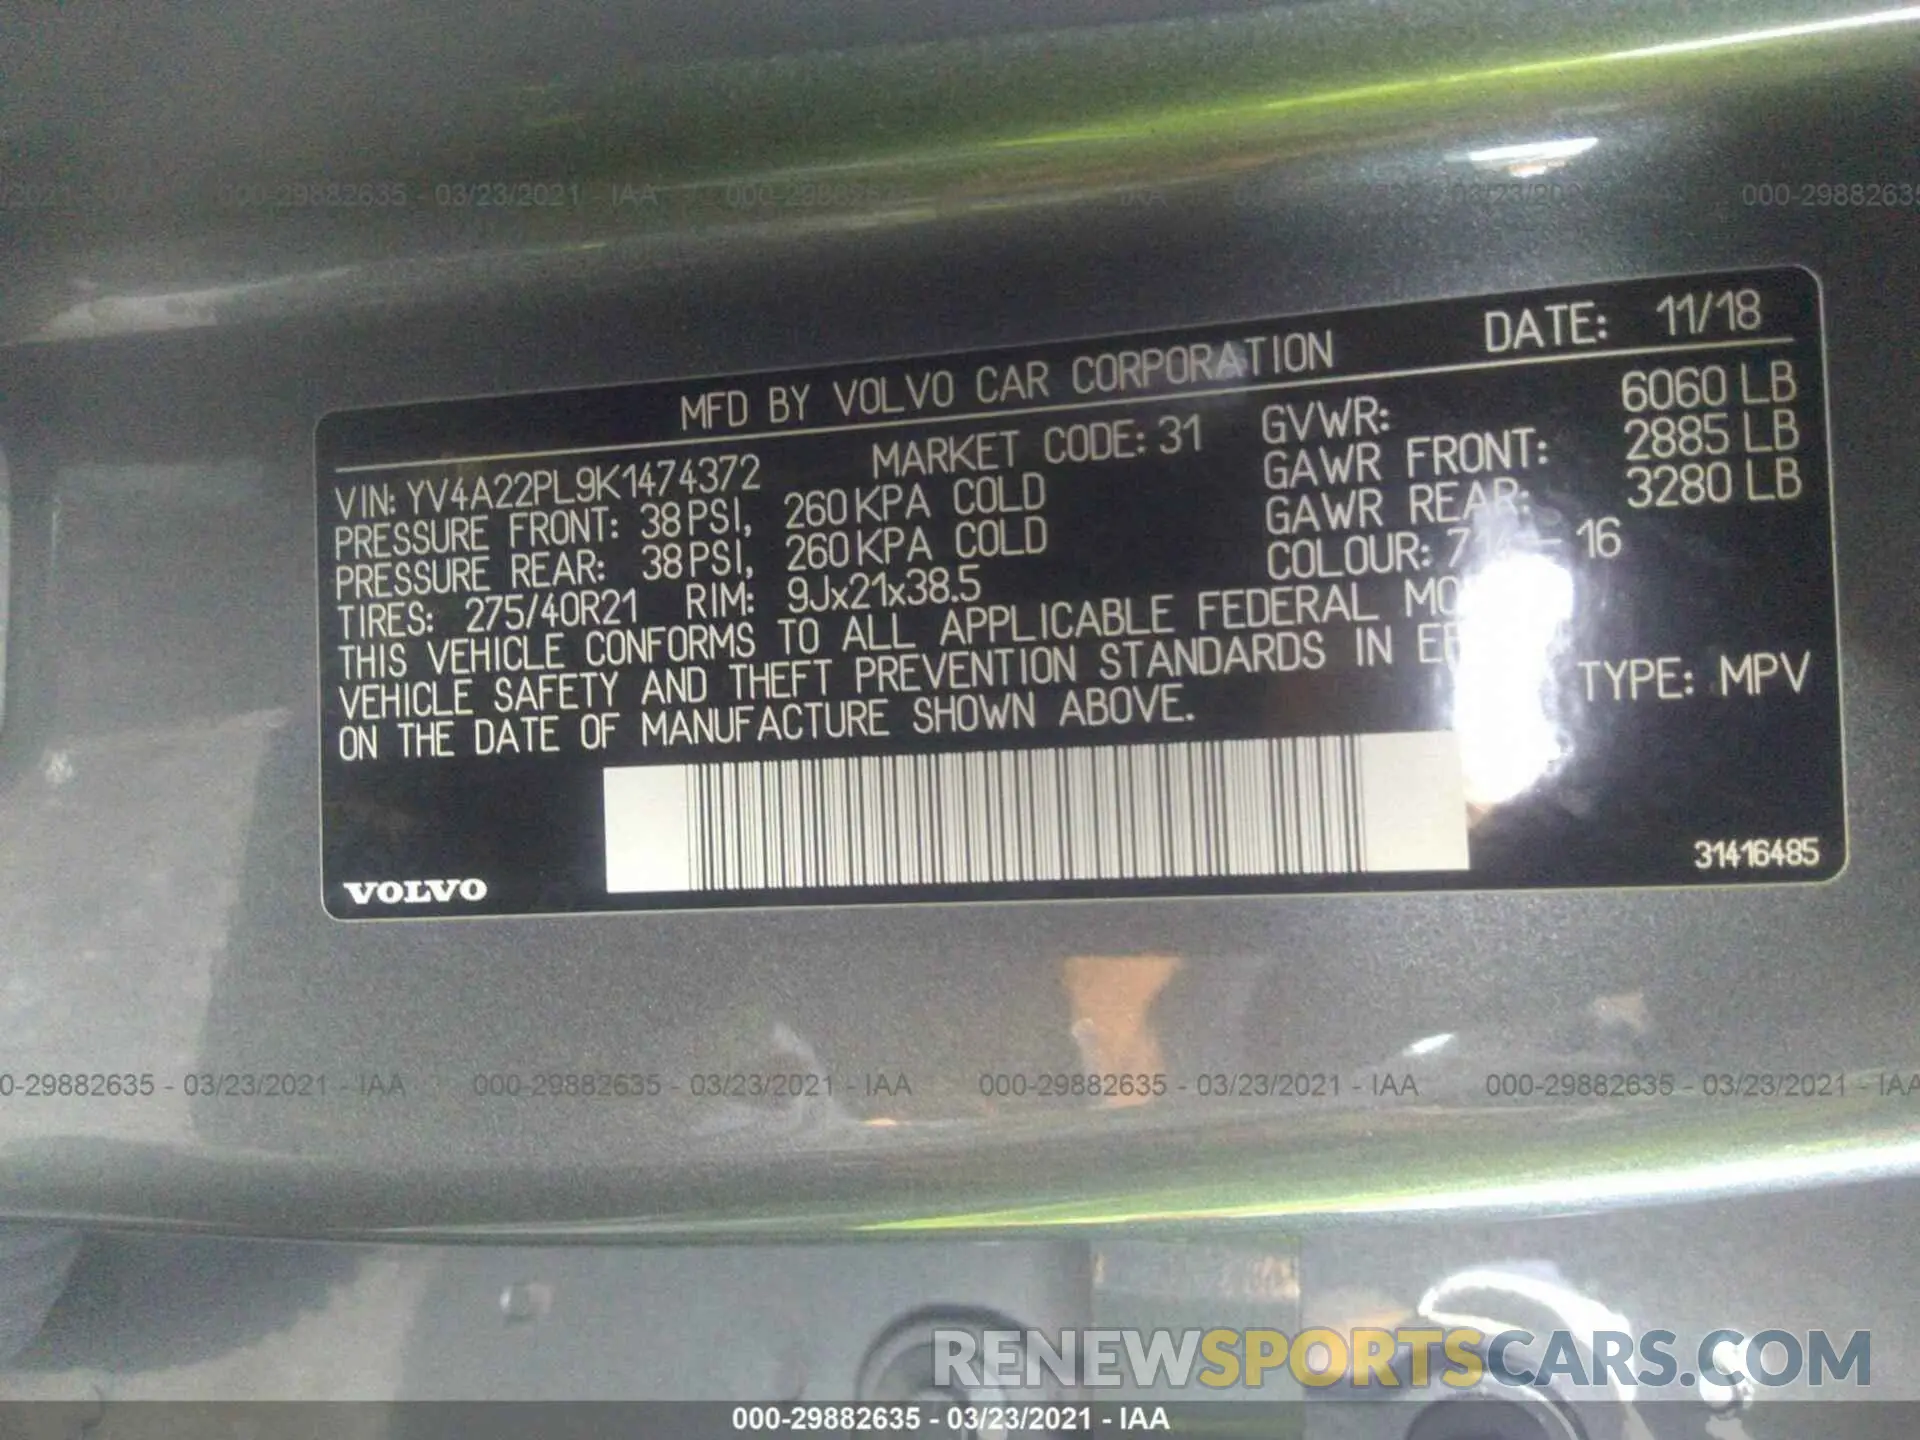 000-29882635 - 03/23/2021 - IAA
MFD BY VOLVO CAR CORPORATION DATE: 11/18
VIN: YV4A22PL9K1474372 MARKET CODE: 31 GVWR: 6060 LB
PRESSURE FRONT: 38 PSI, 260 KPA COLD GAWR FRONT: 2885 LB
PRESSURE REAR: 38 PSI, 260 KPA COLD GAWR REAR: 3280 LB
TIRES: 275/40R21 RIM: 9Jx21x38.5 COLOUR: - 16
THIS VEHICLE CONFORMS TO ALL APPLICABLE FEDERAL
VEHICLE SAFETY AND THEFT PREVENTION STANDARDS IN
ON THE DATE OF MANUFACTURE SHOWN ABOVE. TYPE: MPV
31416485
VOLVO
0-29882635 - 03/23/2021 - IAA 000-29882635 - 03/23/2021 - IAA 000-29882635 - 03/23/2021 - IAA 000-29882635 - 03/23/2021 - IAA
RENEWSPORTSCARS.COM
000-29882635 - 03/23/2021 - IAA